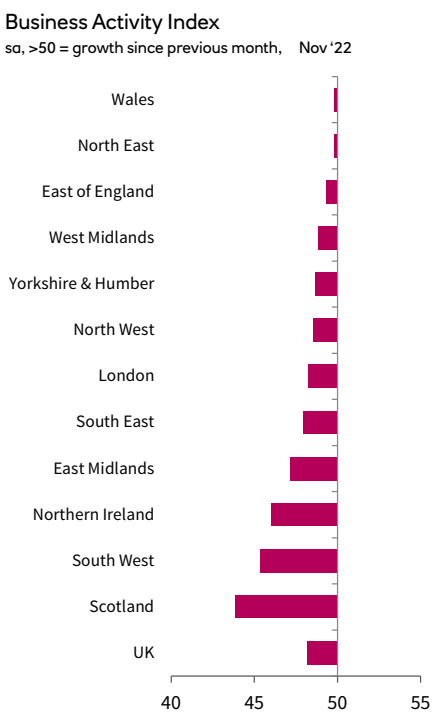 Business Activity Index
sa, >50 = growth since previous month, Nov ‘22
Wales
North East
East of England
West Midlands
Yorkshire & Humber
North West
London
South East
East Midlands
Northern Ireland
South West
Scotland
UK
40 45 50 55